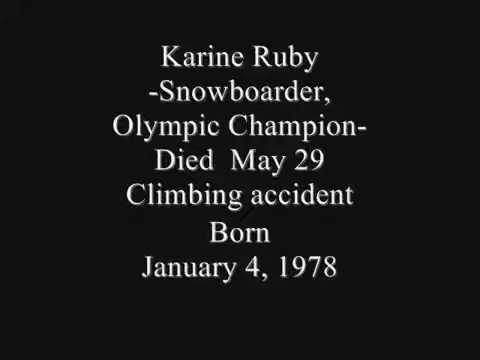 Karine Ruby
-Snowboarder,
Olympic Champion-
Died May 29
Climbing accident
Born
January 4, 1978